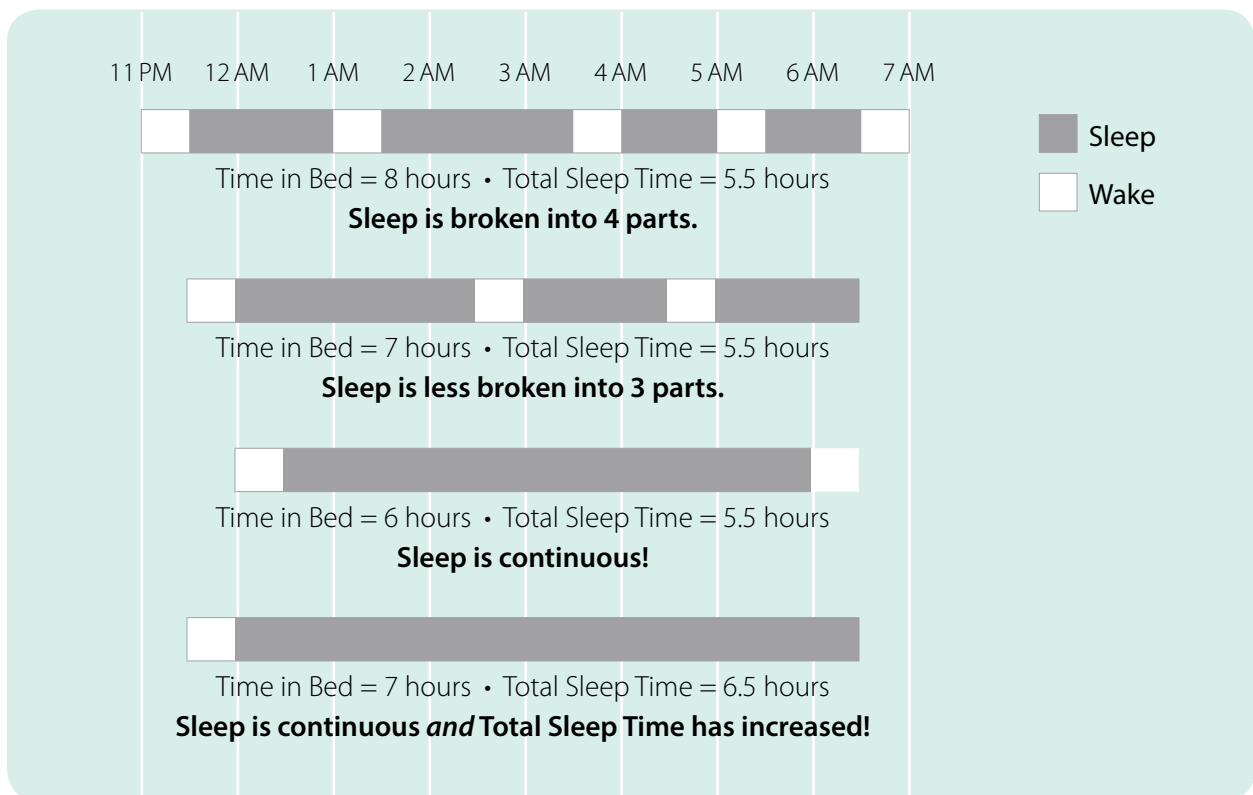 11 PM 12 AM 1 AM 2 AM 3 AM 4 AM 5 AM 6 AM 7 AM
Sleep
Wake
Time in Bed = 8 hours • Total Sleep Time = 5.5 hours
Sleep is broken into 4 parts.
Time in Bed = 7 hours • Total Sleep Time = 5.5 hours
Sleep is less broken into 3 parts.
Time in Bed = 6 hours • Total Sleep Time = 5.5 hours
Sleep is continuous!
Time in Bed = 7 hours • Total Sleep Time = 6.5 hours
Sleep is continuous and Total Sleep Time has increased!